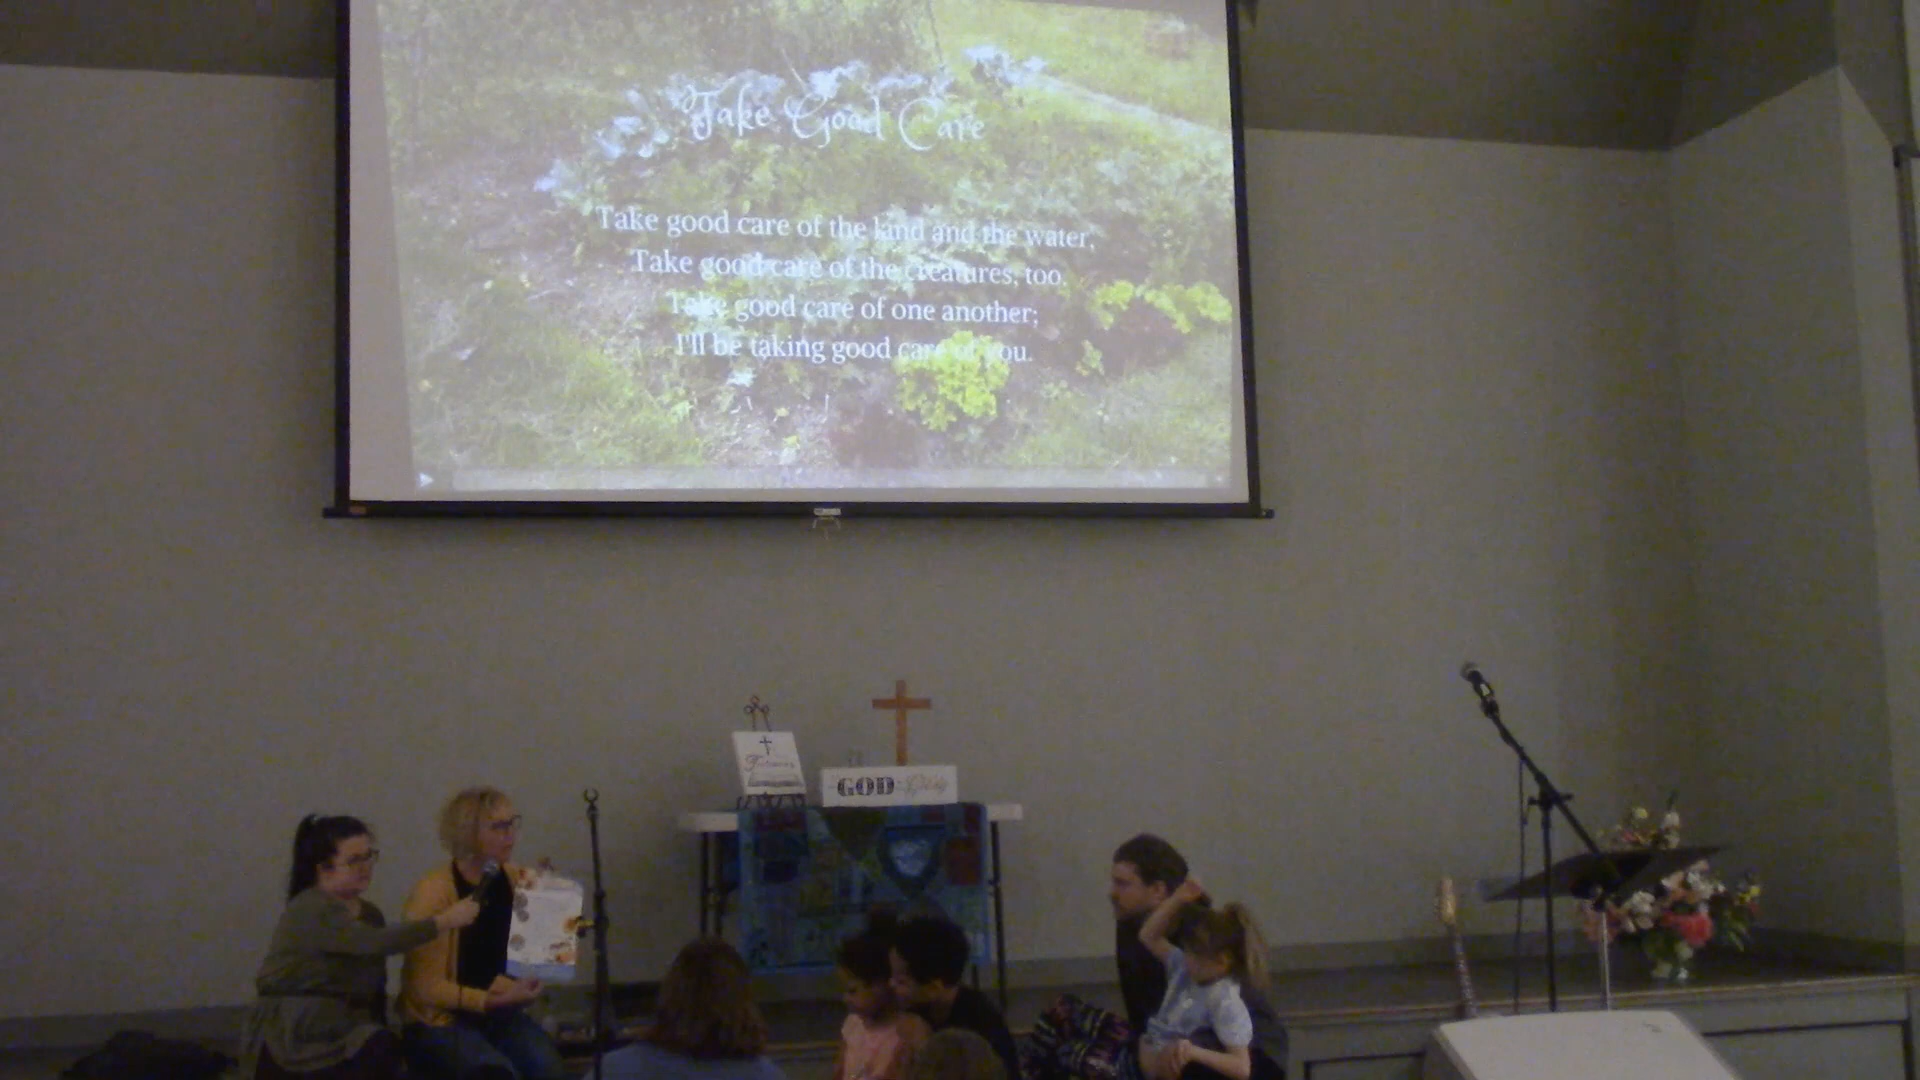 Take Good Care
Take good care of the land and the water;
Take good care of the creatures, too.
Take good care of one another;
I'll be taking good care of you.
GOD